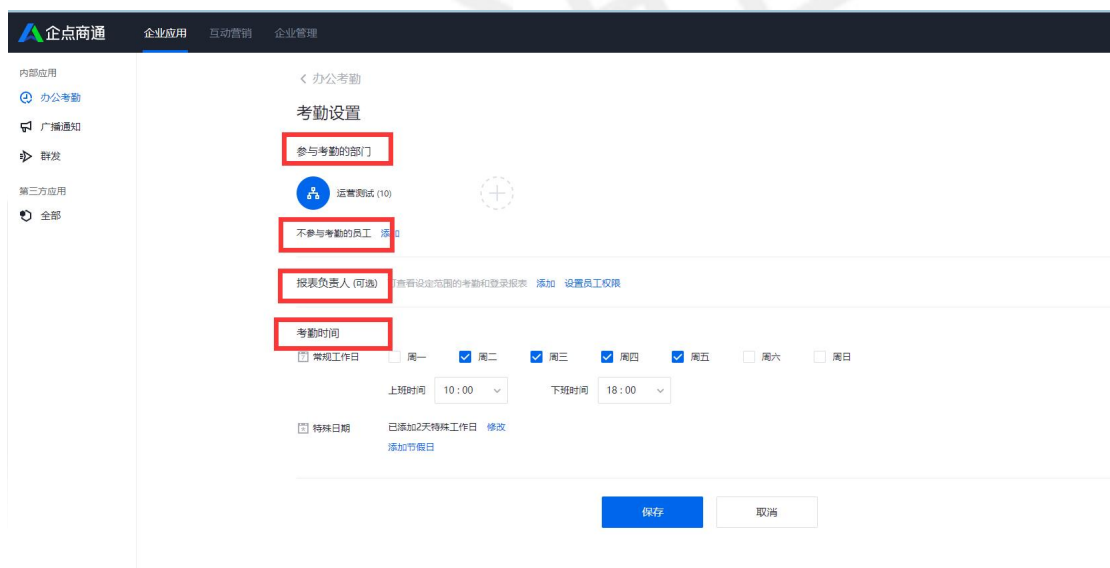 企点商通 企业应用 互动营销 企业管理
内部应用
办公考勤
广播通知
群发
第三方应用
全部
< 办公考勤
考勤设置
参与考勤的部门
运营测试 (10)
不参与考勤的员工 添加
报表负责人 (可选) 可查看设定范围的考勤和登录报表 添加 设置员工权限
考勤时间
常规工作日 周一 周二 周三 周四 周五 周六 周日
上班时间 10 : 00 下班时间 18 : 00
特殊日期 已添加2天特殊工作日 修改
添加节假日
保存 取消